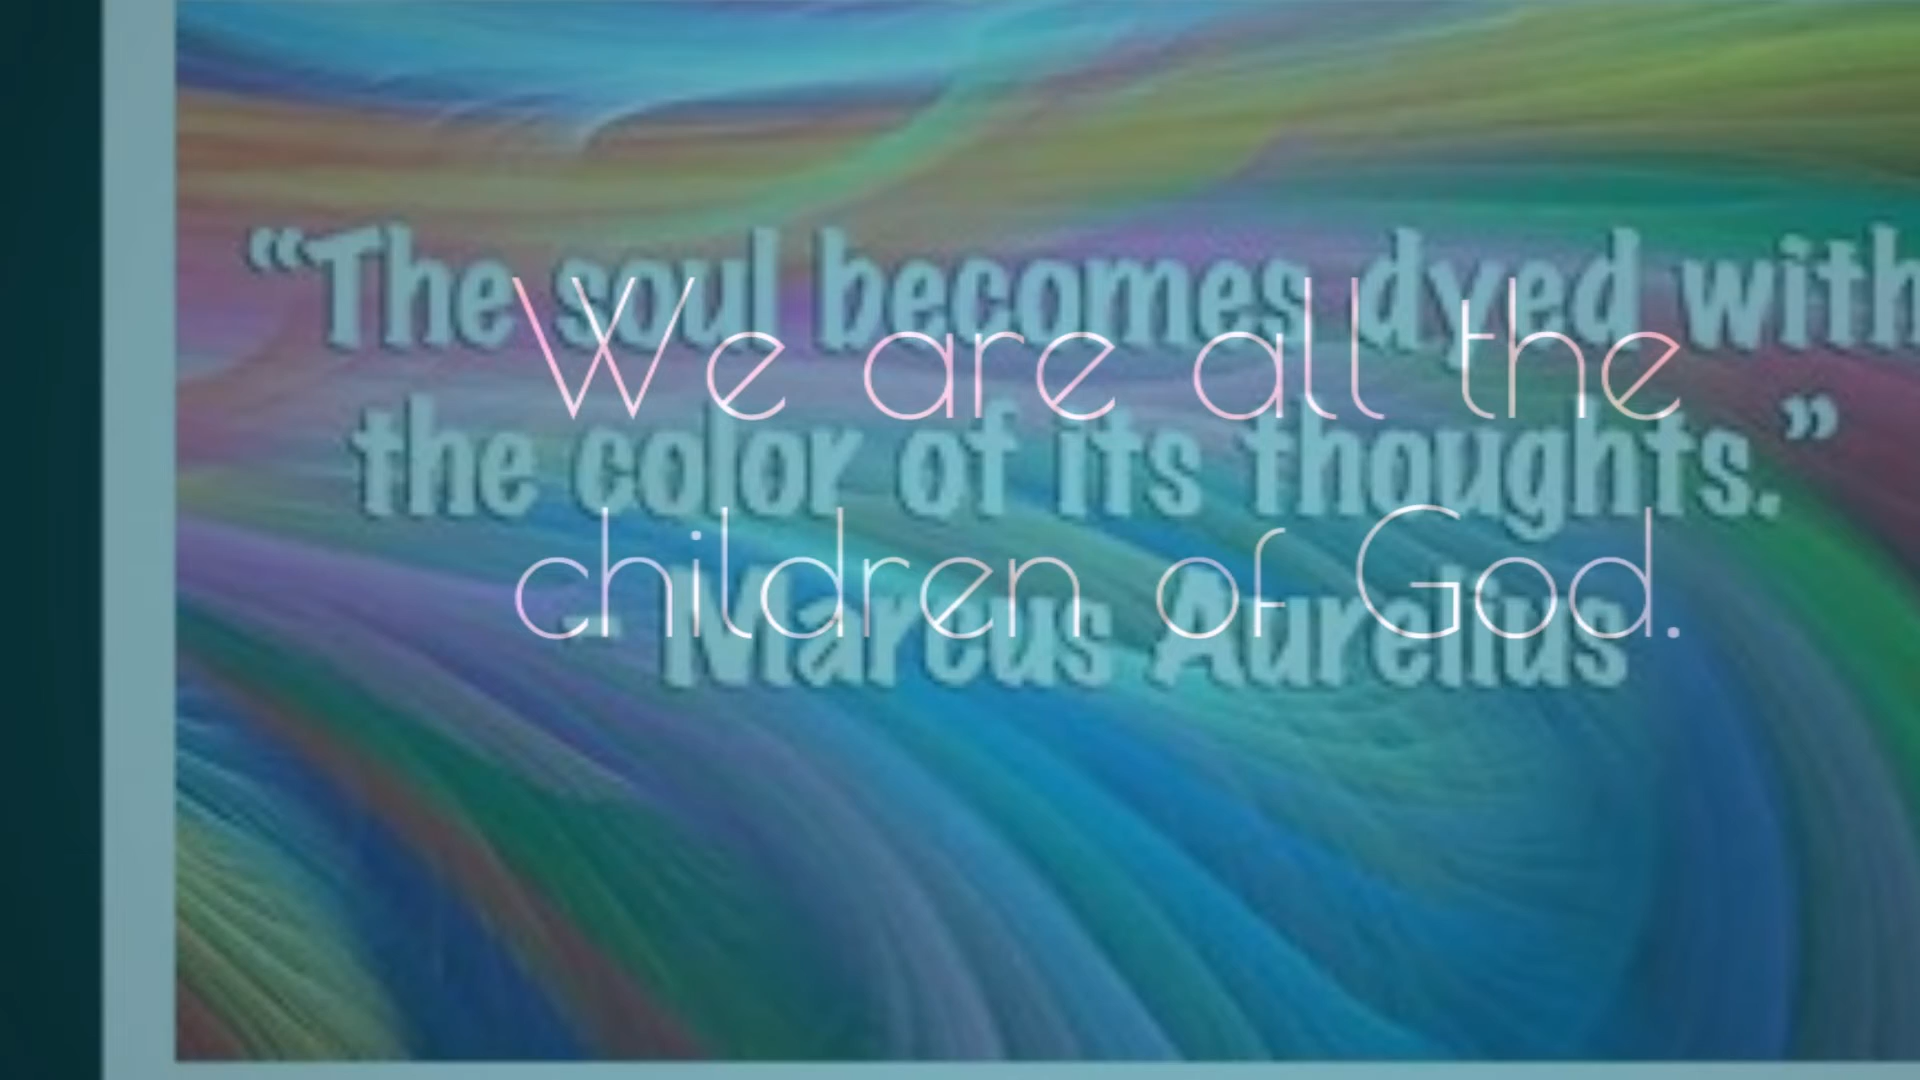 “The soul becomes dyed with
the color of its thoughts.”
– Marcus Aurelius
We are all the
children of God.